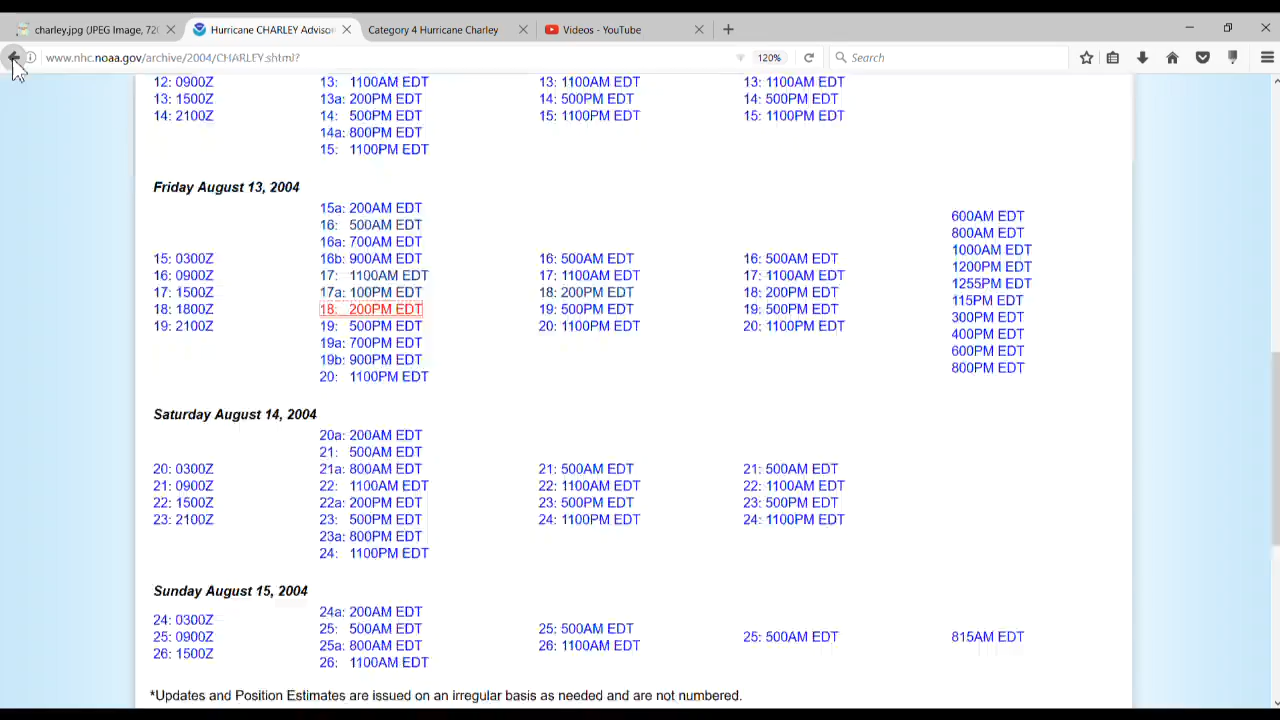 charley.jpg (JPEG Image, 72
Hurricane CHARLEY Adviso
Category 4 Hurricane Charley
Videos - YouTube
www.nhc.noaa.gov/archive/2004/CHARLEY.shtml?
120%
Search
12: 0900Z 13: 1100AM EDT 13: 1100AM EDT 13: 1100AM EDT
13: 1500Z 13a: 200PM EDT 14: 500PM EDT 14: 500PM EDT
14: 2100Z 14: 500PM EDT 15: 1100PM EDT 15: 1100PM EDT
14a: 800PM EDT
15: 1100PM EDT
Friday August 13, 2004
15a: 200AM EDT
600AM EDT
16: 500AM EDT
800AM EDT
16a: 700AM EDT
1000AM EDT
15: 0300Z 16b: 900AM EDT 16: 500AM EDT 16: 500AM EDT
1200PM EDT
16: 0900Z 17: 1100AM EDT 17: 1100AM EDT 17: 1100AM EDT
1255PM EDT
17: 1500Z 17a: 100PM EDT 18: 200PM EDT 18: 200PM EDT
115PM EDT
18: 1800Z 18: 200PM EDT 19: 500PM EDT 19: 500PM EDT
300PM EDT
19: 2100Z 19: 500PM EDT 20: 1100PM EDT 20: 1100PM EDT
400PM EDT
19a: 700PM EDT
600PM EDT
19b: 900PM EDT
800PM EDT
20: 1100PM EDT
Saturday August 14, 2004
20a: 200AM EDT
21: 500AM EDT
20: 0300Z 21a: 800AM EDT 21: 500AM EDT 21: 500AM EDT
21: 0900Z 22: 1100AM EDT 22: 1100AM EDT 22: 1100AM EDT
22: 1500Z 22a: 200PM EDT 23: 500PM EDT 23: 500PM EDT
23: 2100Z 23: 500PM EDT 24: 1100PM EDT 24: 1100PM EDT
23a: 800PM EDT
24: 1100PM EDT
Sunday August 15, 2004
24a: 200AM EDT
24: 0300Z
25: 500AM EDT 25: 500AM EDT
25: 0900Z 25: 500AM EDT 815AM EDT
25a: 800AM EDT 26: 1100AM EDT
26: 1500Z
26: 1100AM EDT
*Updates and Position Estimates are issued on an irregular basis as needed and are not numbered.